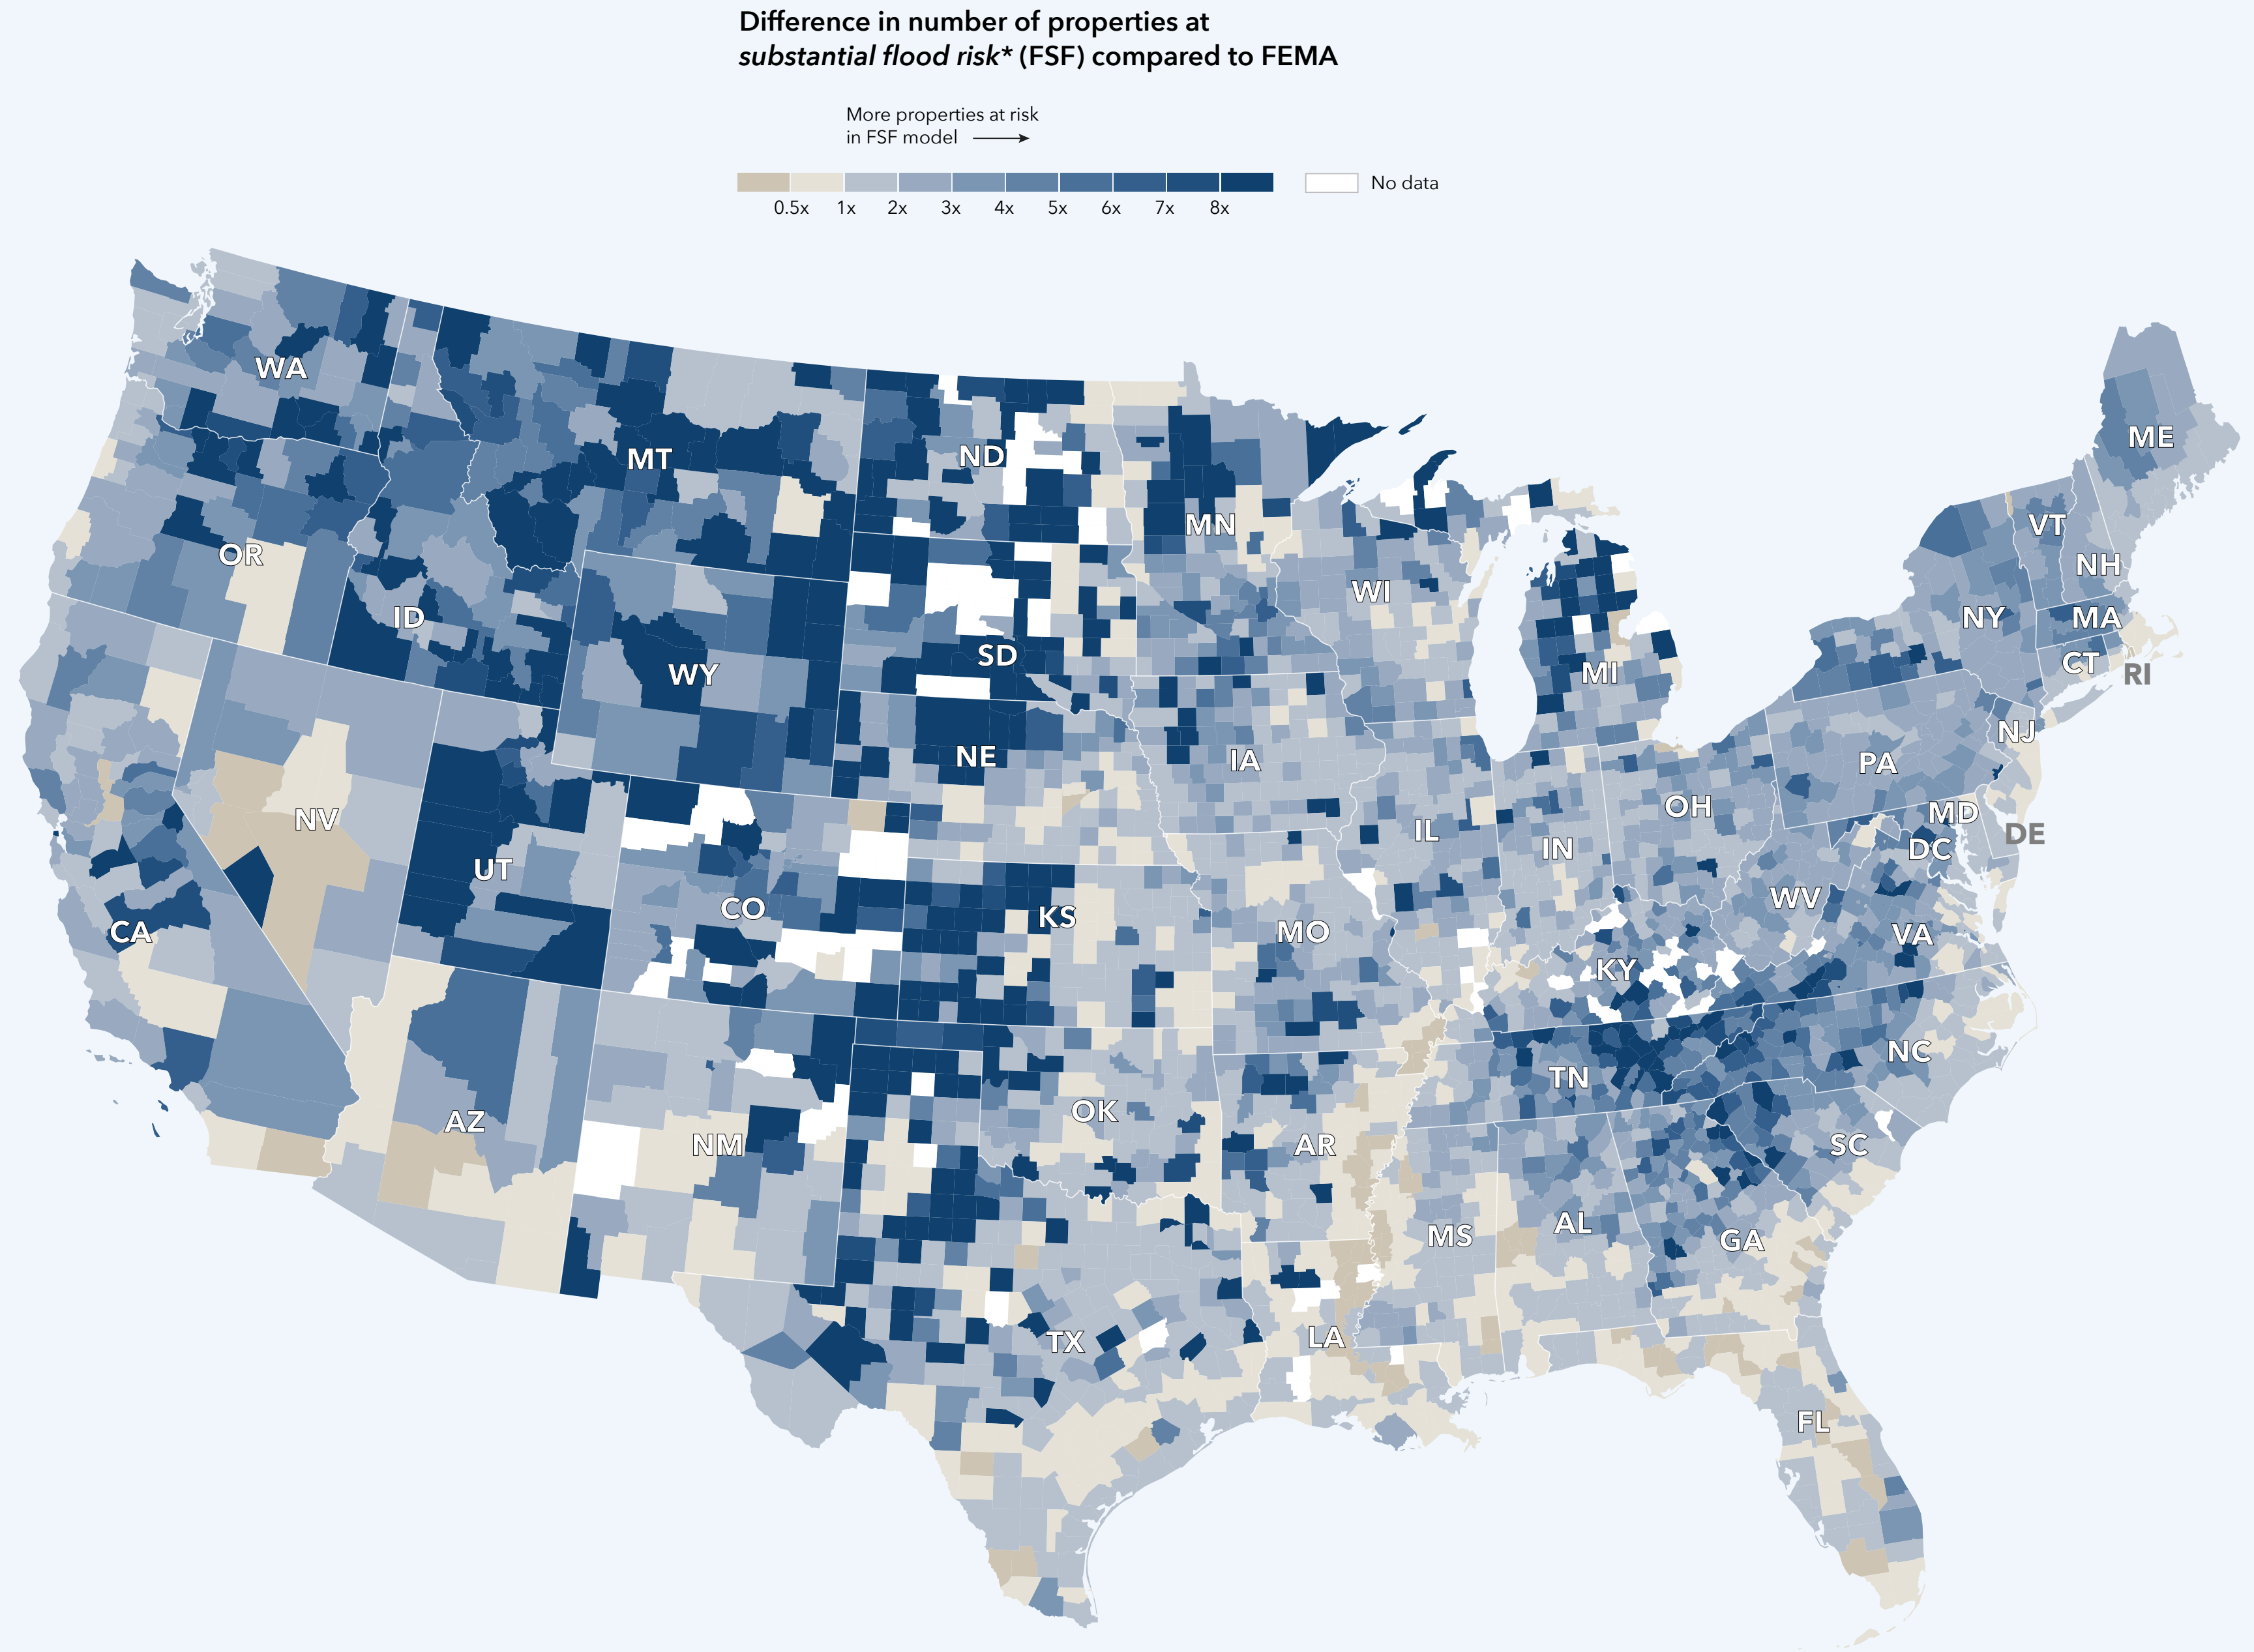 Difference in number of properties at
substantial flood risk* (FSF) compared to FEMA
More properties at risk
in FSF model
0.5x 1x 2x 3x 4x 5x 6x 7x 8x
No data
WA
ME
MT
ND
MN
VT
OR
NH
WI
ID
NY
MA
SD
CT
WY
MI
RI
NJ
NE
IA
PA
NV
OH
MD
IL
DE
IN
DC
UT
WV
CO
KS
CA
MO
VA
KY
NC
TN
OK
AZ
NM
AR
SC
AL
MS
GA
LA
TX
FL